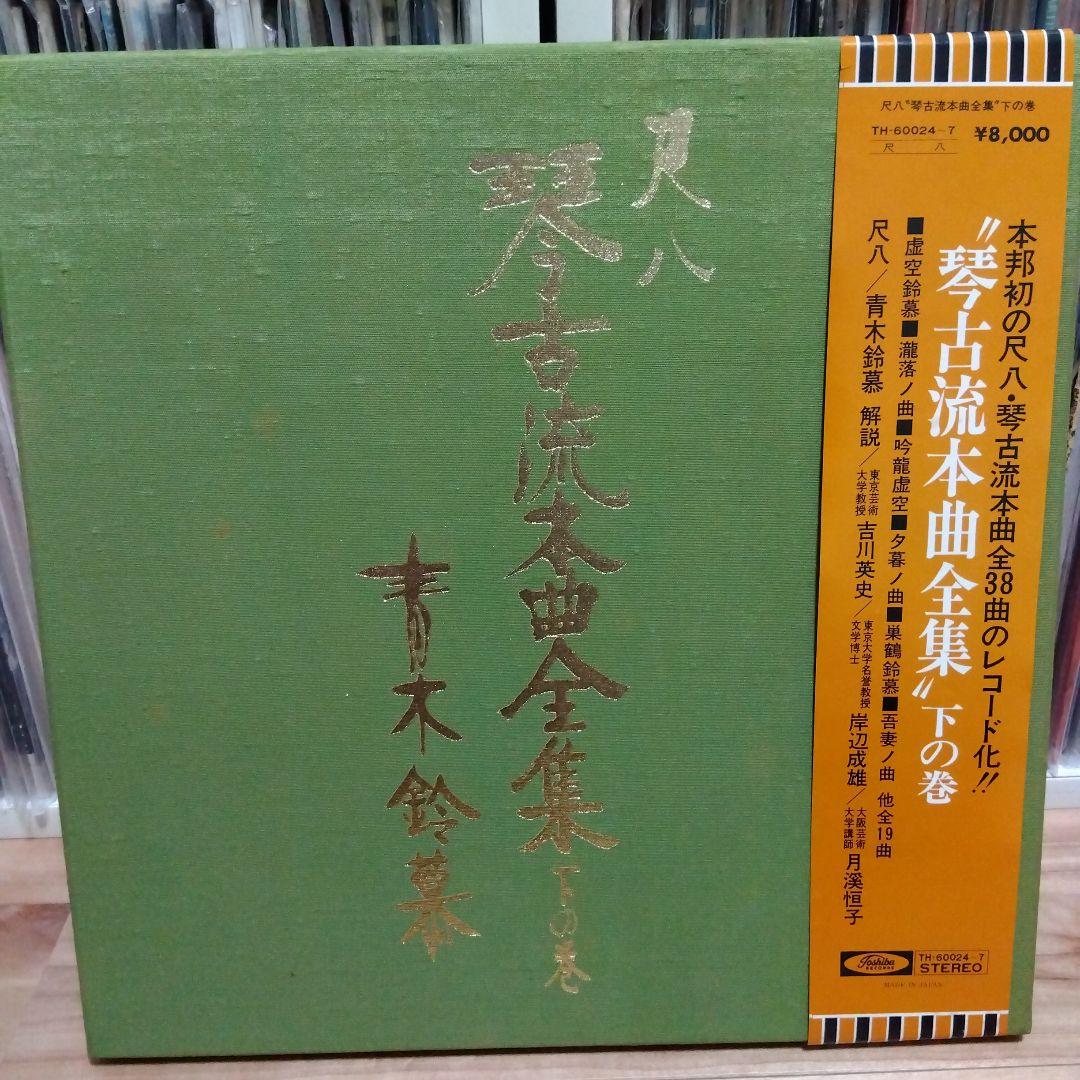 尺八
琴古流本曲全集 下の巻
青木鈴慕
尺八“琴古流本曲全集”下の巻
TH-60024~7
尺 八
¥8,000
本邦初の尺八・琴古流本曲全38曲のレコード化!!
“琴古流本曲全集”下の巻
■虚空鈴慕■瀧落ノ曲■吟龍虚空■夕暮ノ曲■巣鶴鈴慕■吾妻ノ曲 他全19曲
尺八/青木鈴慕 解説/東京芸術大学教授 吉川英史/東京大学名誉教授 文学博士 岸辺成雄/大阪芸術大学講師 月溪恒子
Toshiba
RECORDS
TH-60024~7
STEREO
MADE IN JAPAN